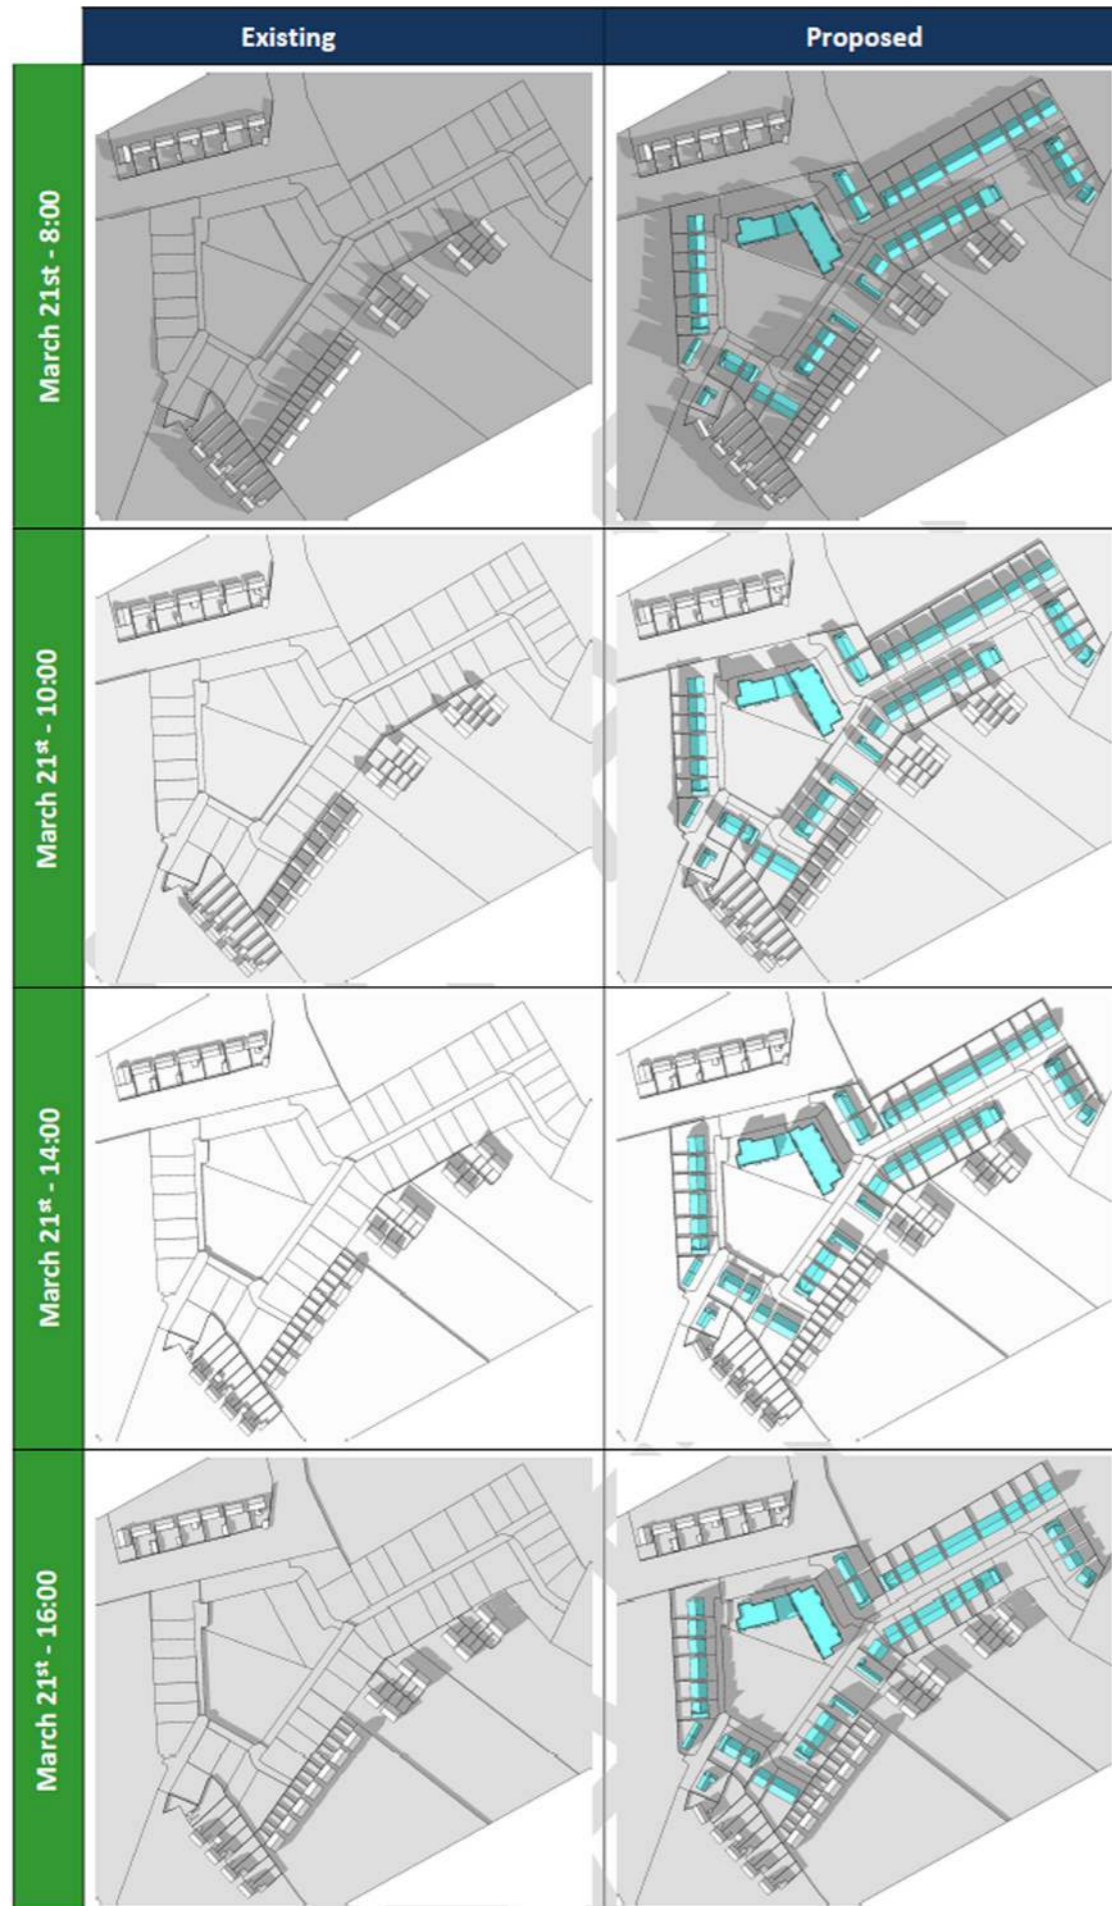 Existing
Proposed
March 21st - 8:00
March 21st - 10:00
March 21st - 14:00
March 21st - 16:00